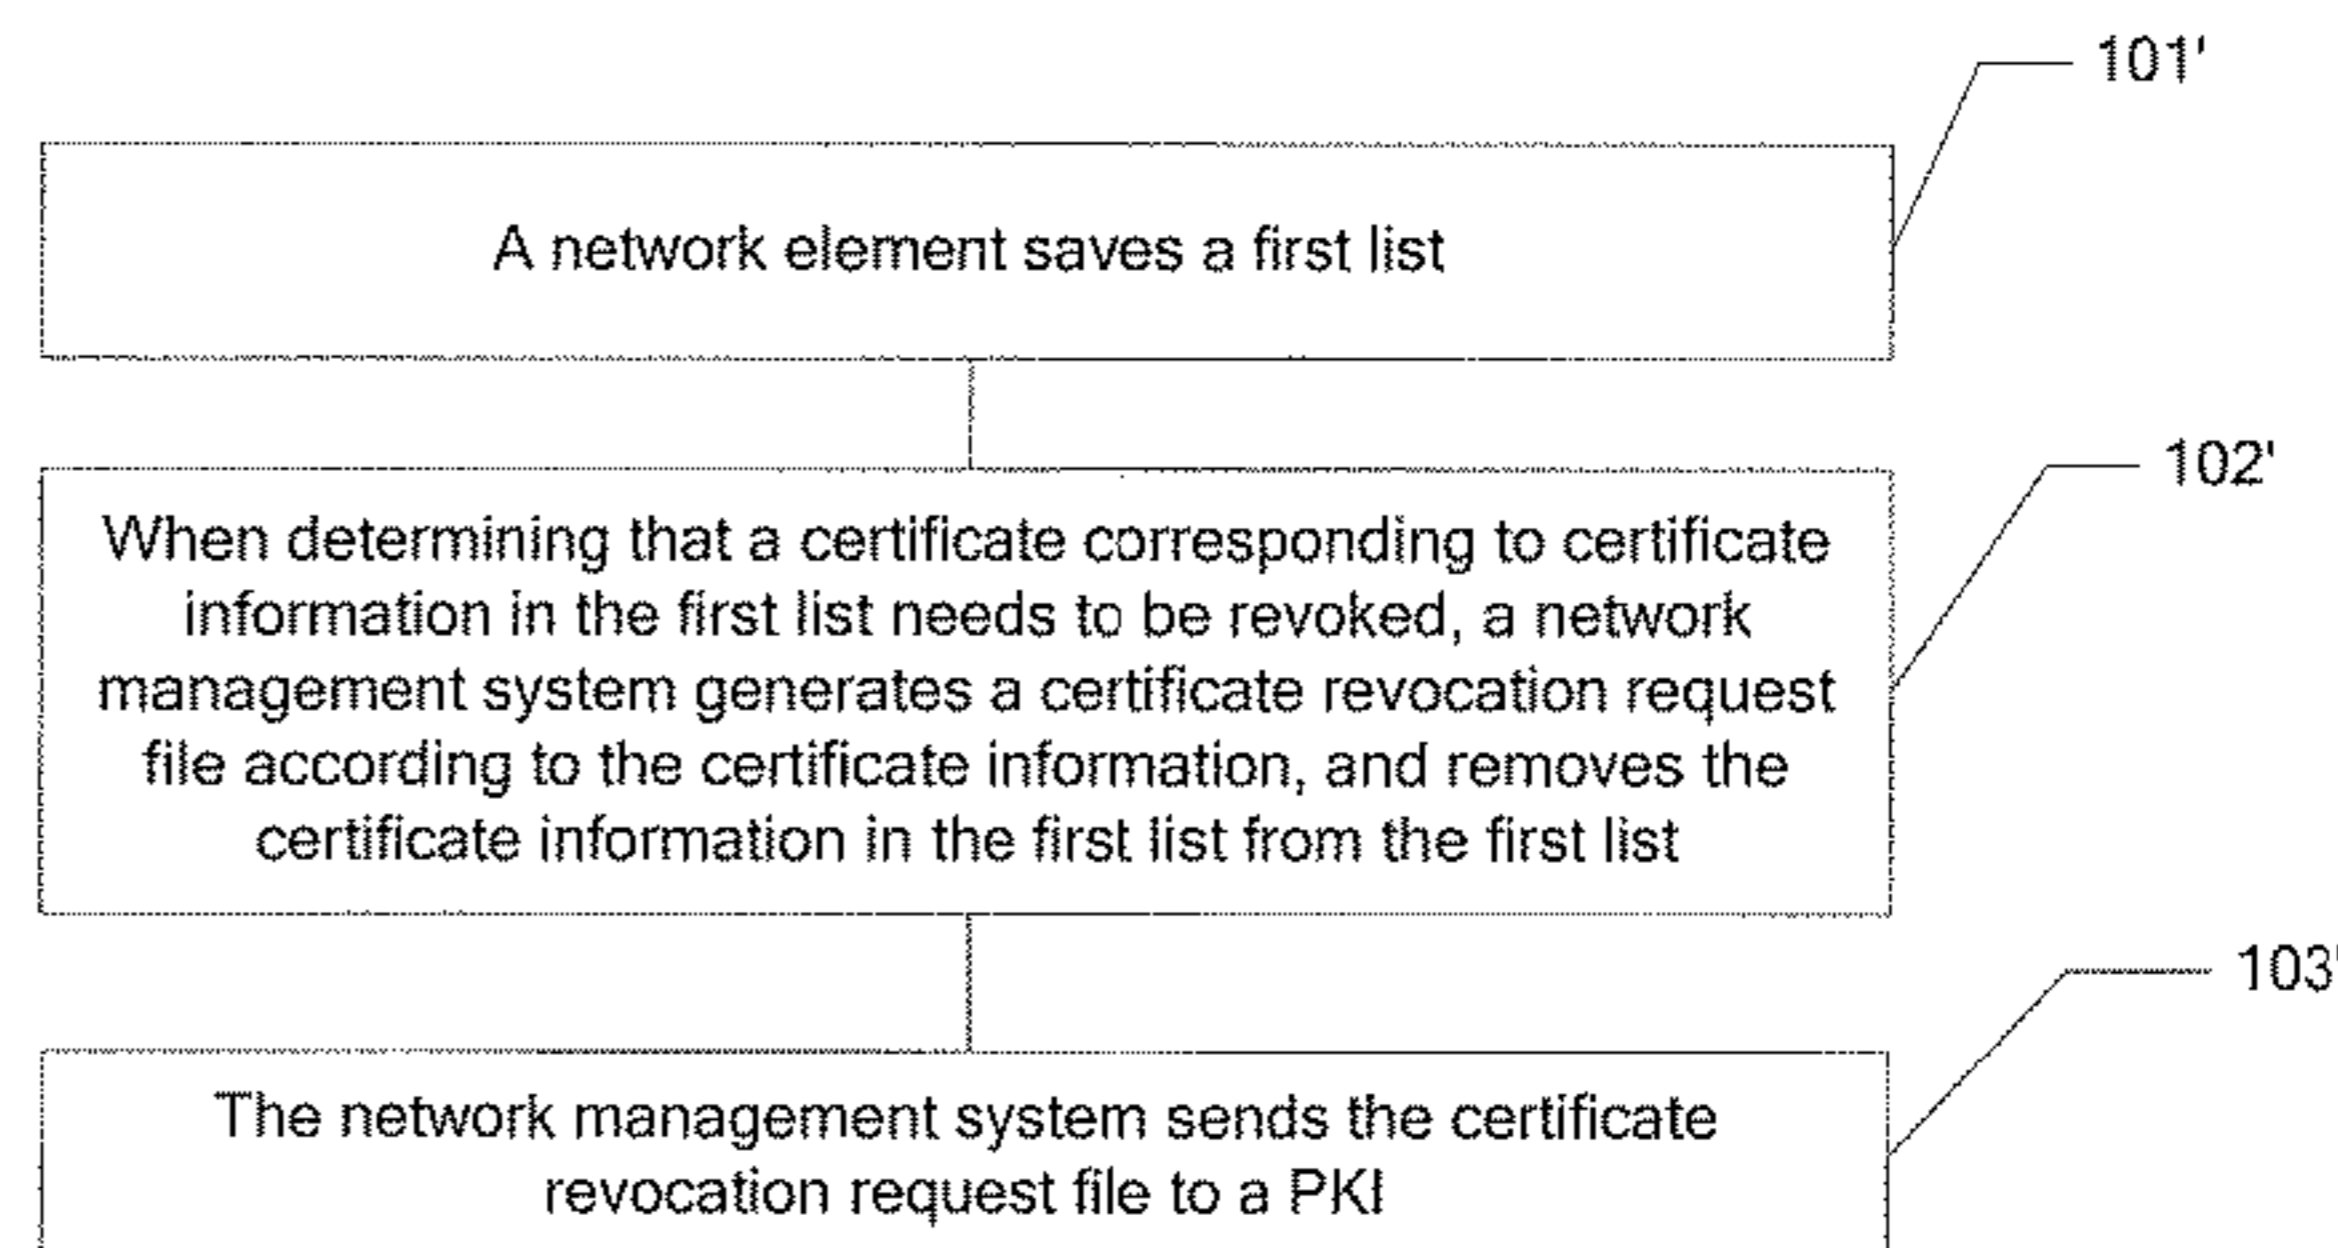 101'
A network element saves a first list
102'
When determining that a certificate corresponding to certificate
information in the first list needs to be revoked, a network
management system generates a certificate revocation request
file according to the certificate information, and removes the
certificate information in the first list from the first list
103'
The network management system sends the certificate
revocation request file to a PKI